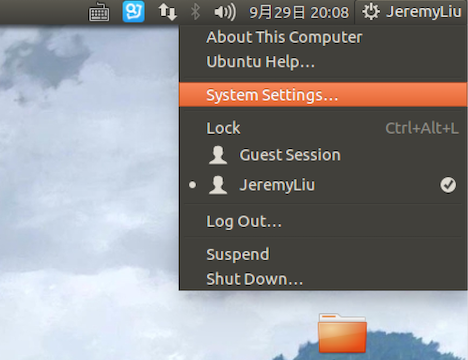 9月29日 20:08 JeremyLiu
About This Computer
Ubuntu Help...
System Settings...
Lock Ctrl+Alt+L
Guest Session
JeremyLiu
Log Out...
Suspend
Shut Down...